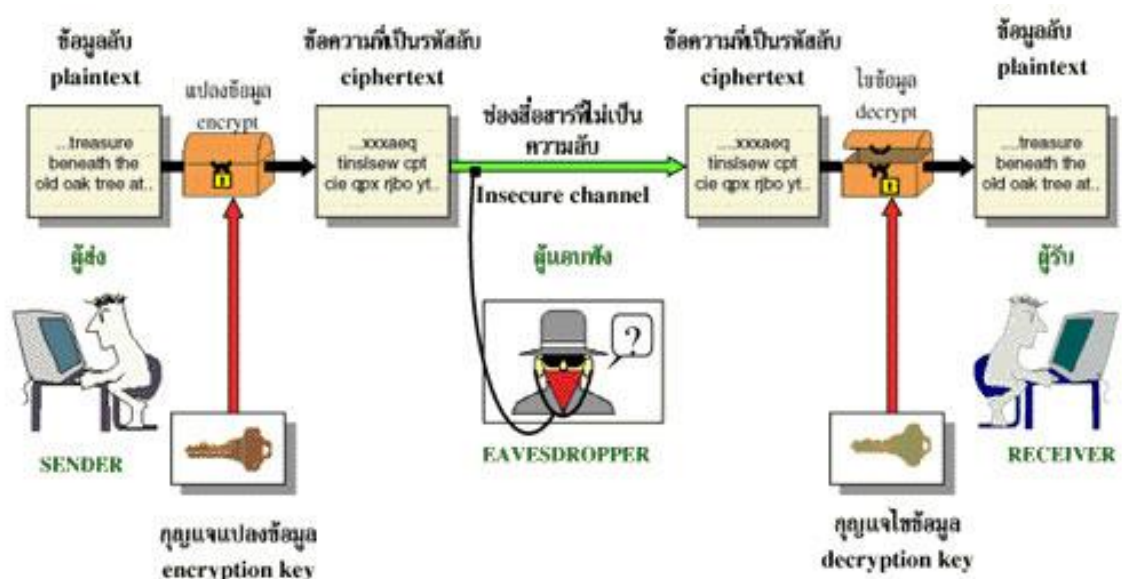 ข้อมูลลับ
plaintext
...treasure
beneath the
old oak tree at..
แปลงข้อมูล
encrypt
ข้อความที่เป็นรหัสลับ
ciphertext
...xxxaeq
tinslsew cpt
cie qpx rjbo yt..
ช่องสื่อสารที่ไม่เป็น
ความลับ
Insecure channel
ข้อความที่เป็นรหัสลับ
ciphertext
...xxxaeq
tinslsew cpt
cie qpx rjbo yt..
ไขข้อมูล
decrypt
ข้อมูลลับ
plaintext
...treasure
beneath the
old oak tree at..
ผู้ส่ง
SENDER
ผู้แอบฟัง
?
EAVESDROPPER
ผู้รับ
RECEIVER
กุญแจแปลงข้อมูล
encryption key
กุญแจไขข้อมูล
decryption key